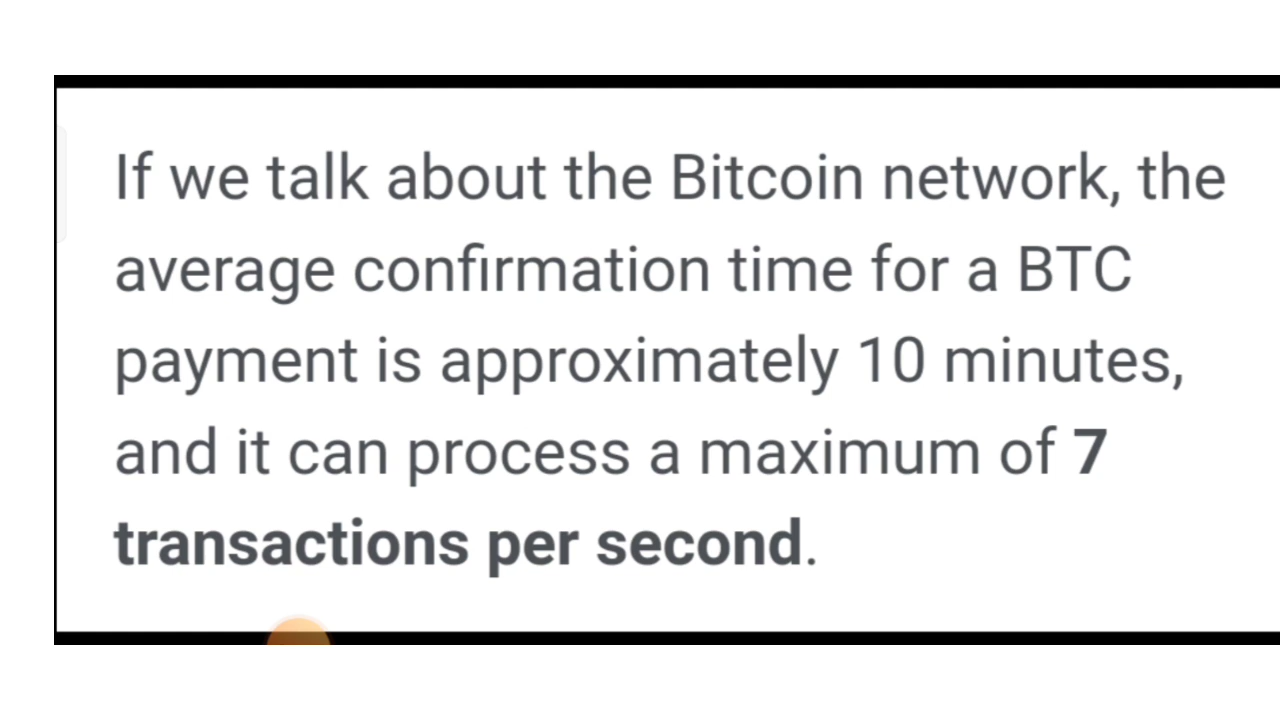 If we talk about the Bitcoin network, the
average confirmation time for a BTC
payment is approximately 10 minutes,
and it can process a maximum of 7
transactions per second.